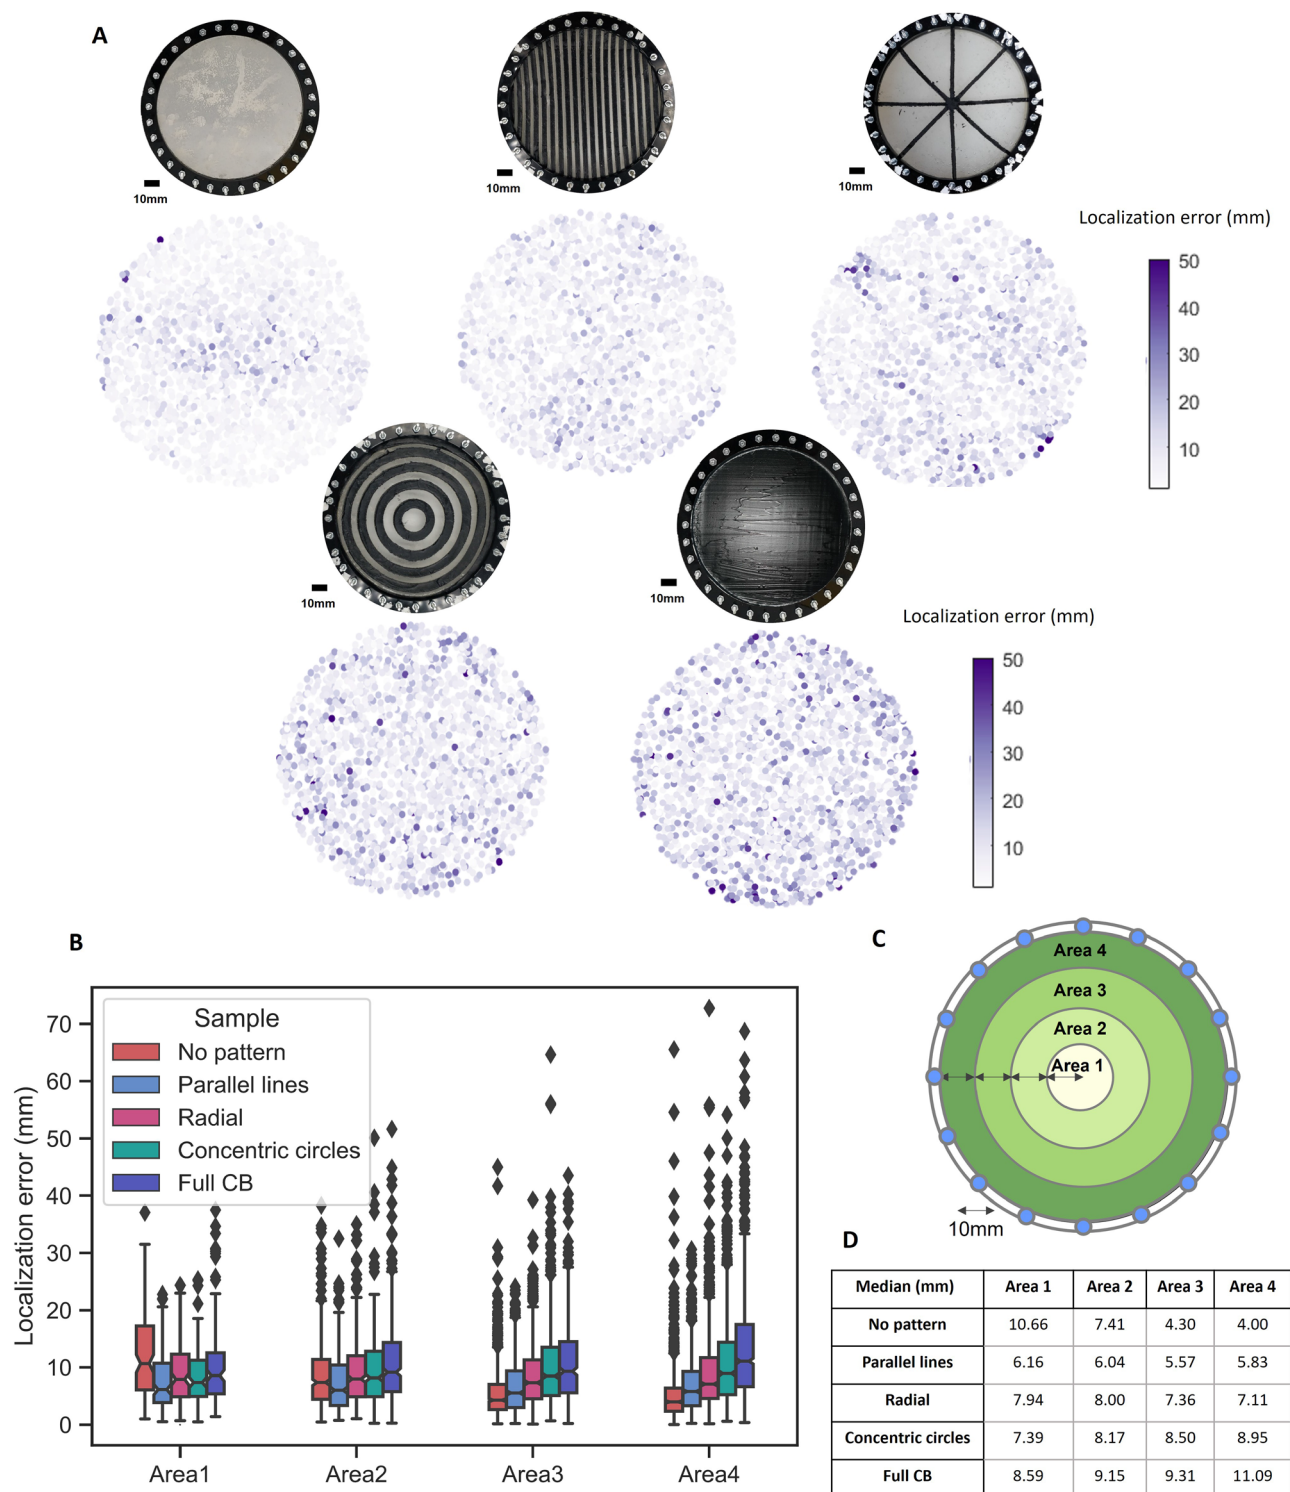 A
10mm
10mm
10mm
Localization error (mm)
50
40
30
20
10
10mm
10mm
Localization error (mm)
50
40
30
20
10
B
Localization error (mm)
70
60
50
40
30
20
10
0
Sample
No pattern
Parallel lines
Radial
Concentric circles
Full CB
Area1
Area2
Area3
Area4
C
Area 4
Area 3
Area 2
Area 1
10mm
D
Median (mm) Area 1 Area 2 Area 3 Area 4
No pattern 10.66 7.41 4.30 4.00
Parallel lines 6.16 6.04 5.57 5.83
Radial 7.94 8.00 7.36 7.11
Concentric circles 7.39 8.17 8.50 8.95
Full CB 8.59 9.15 9.31 11.09